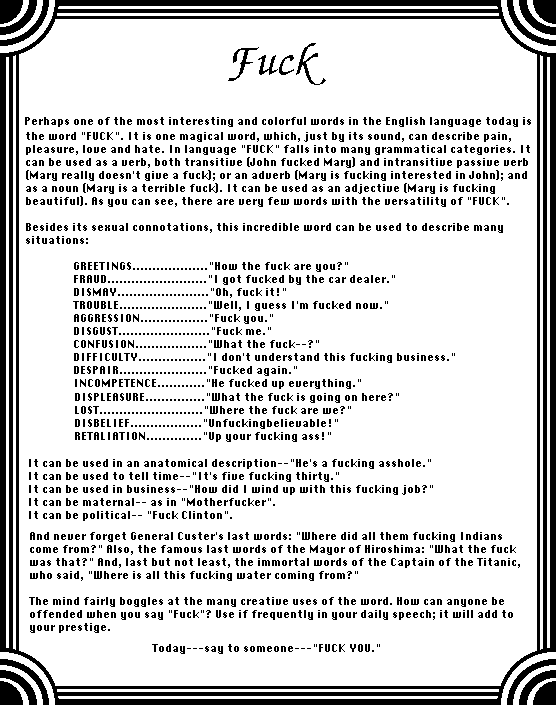 Fuck
Perhaps one of the most interesting and colorful words in the English language today is
the word "FUCK". It is one magical word, which, just by its sound, can describe pain,
pleasure, love and hate. In language "FUCK" falls into many grammatical categories. It
can be used as a verb, both transitive (John fucked Mary) and intransitive passive verb
(Mary really doesn't give a fuck); or an adverb (Mary is fucking interested in John); and
as a noun (Mary is a terrible fuck). It can be used as an adjective (Mary is fucking
beautiful). As you can see, there are very few words with the versatility of "FUCK".
Besides its sexual connotations, this incredible word can be used to describe many
situations:
GREETINGS..................."How the fuck are you?"
FRAUD........................."I got fucked by the car dealer."
DISMAY......................."Oh, fuck it!"
TROUBLE......................"Well, I guess I'm fucked now."
AGGRESSION................."Fuck you."
DISGUST......................."Fuck me."
CONFUSION.................."What the fuck--?"
DIFFICULTY................."I don't understand this fucking business."
DESPAIR......................"Fucked again."
INCOMPETENCE............"He fucked up everything."
DISPLEASURE..............."What the fuck is going on here?"
LOST.........................."Where the fuck are we?"
DISBELIEF..................."Unfuckingbelievable!"
RETALIATION.............."Up your fucking ass!"
It can be used in an anatomical description--"He's a fucking asshole."
It can be used to tell time--"It's five fucking thirty."
It can be used in business--"How did I wind up with this fucking job?"
It can be maternal-- as in "Motherfucker".
It can be political-- "Fuck Clinton".
And never forget General Custer's last words: "Where did all them fucking Indians
come from?" Also, the famous last words of the Mayor of Hiroshima: "What the fuck
was that?" And, last but not least, the immortal words of the Captain of the Titanic,
who said, "Where is all this fucking water coming from?"
The mind fairly boggles at the many creative uses of the word. How can anyone be
offended when you say "Fuck"? Use if frequently in your daily speech; it will add to
your prestige.
Today---say to someone---"FUCK YOU."